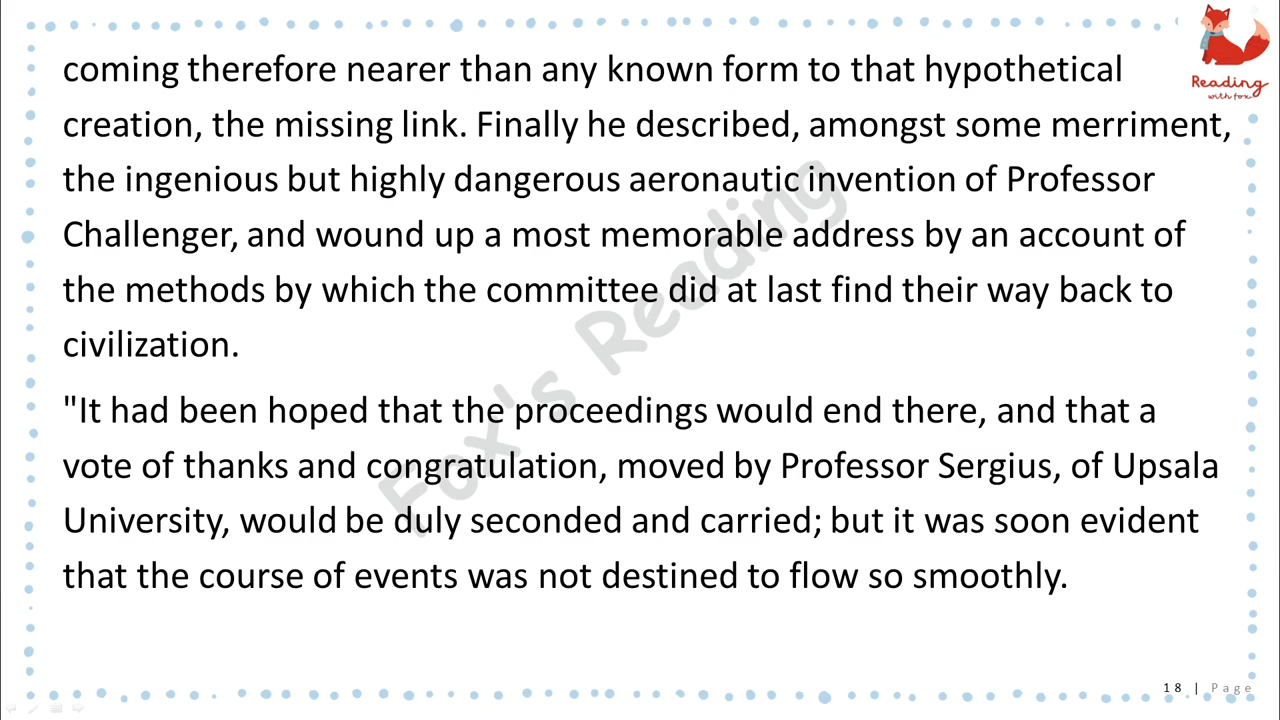 Reading
with fox
coming therefore nearer than any known form to that hypothetical
creation, the missing link. Finally he described, amongst some merriment,
the ingenious but highly dangerous aeronautic invention of Professor
Challenger, and wound up a most memorable address by an account of
the methods by which the committee did at last find their way back to
civilization.
"It had been hoped that the proceedings would end there, and that a
vote of thanks and congratulation, moved by Professor Sergius, of Upsala
University, would be duly seconded and carried; but it was soon evident
that the course of events was not destined to flow so smoothly.
Fox's Reading
18 | Page